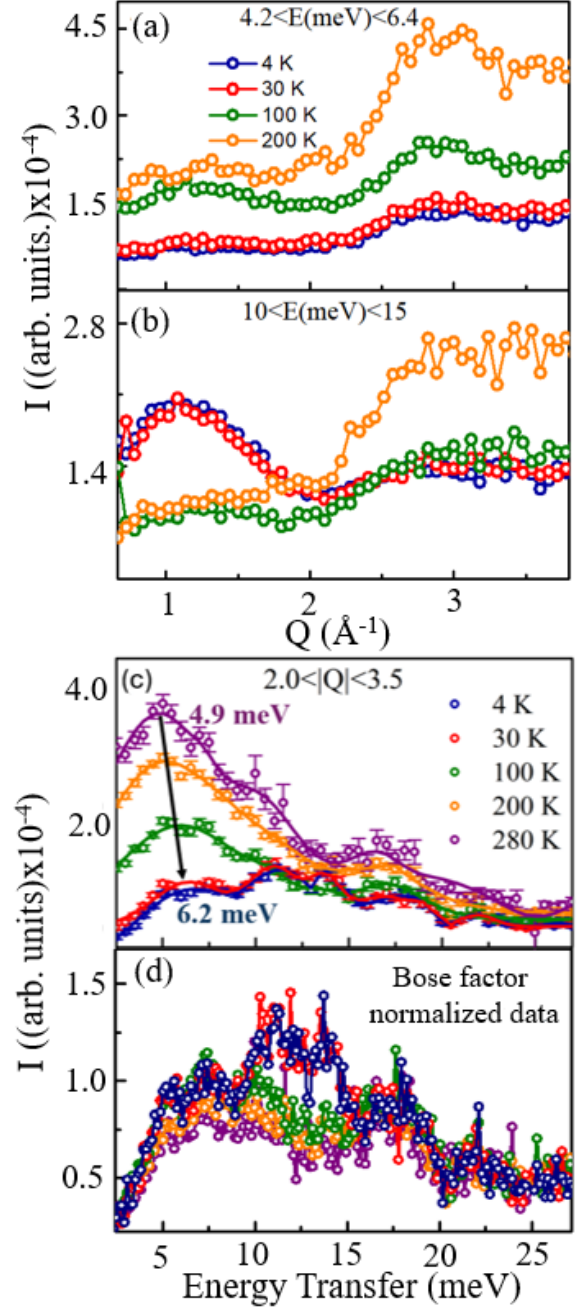 (a) 4.2<E(meV)<6.4
4.5
3.0
1.5
4 K
30 K
100 K
200 K
I ((arb. units.)x10⁻⁴
(b) 10<E(meV)<15
2.8
1.4
1 2 3
Q (Å⁻¹)
(c) 2.0<|Q|<3.5
4.0
2.0
4.9 meV
6.2 meV
4 K
30 K
100 K
200 K
280 K
I ((arb. units)x10⁻⁴
(d) Bose factor
normalized data
1.5
1.0
0.5
5 10 15 20 25
Energy Transfer (meV)